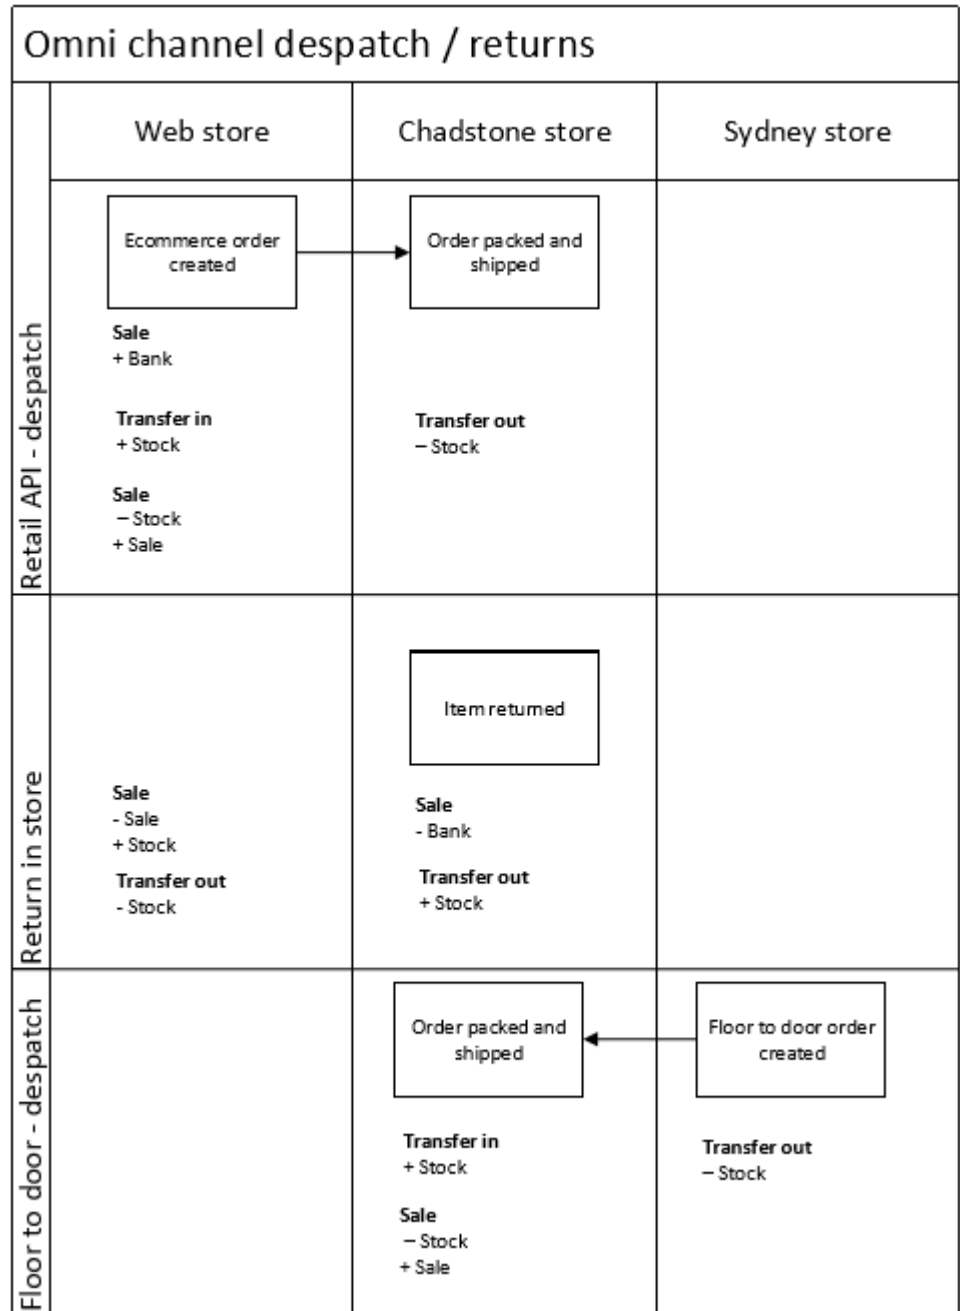 Omni channel despatch / returns
Web store
Chadstone store
Sydney store
Retail API - despatch
Ecommerce order
created
Order packed and
shipped
Sale
+ Bank
Transfer in
+ Stock
Sale
– Stock
+ Sale
Transfer out
– Stock
Return in store
Item returned
Sale
- Sale
+ Stock
Transfer out
- Stock
Sale
- Bank
Transfer out
+ Stock
Floor to door - despatch
Order packed and
shipped
Floor to door order
created
Transfer in
+ Stock
Sale
– Stock
+ Sale
Transfer out
– Stock